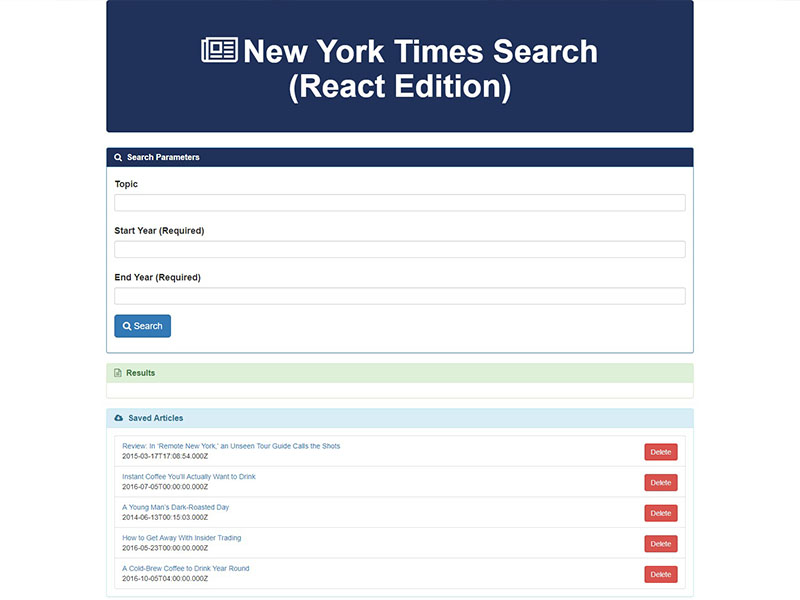 New York Times Search
(React Edition)
Search Parameters
Topic
Start Year (Required)
End Year (Required)
Search
Results
Saved Articles
Review: In 'Remote New York,' an Unseen Tour Guide Calls the Shots
2015-03-17T17:08:54.000Z
Delete
Instant Coffee You'll Actually Want to Drink
2016-07-05T00:00:00.000Z
Delete
A Young Man's Dark-Roasted Day
2014-06-13T00:15:03.000Z
Delete
How to Get Away With Insider Trading
2016-05-23T00:00:00.000Z
Delete
A Cold-Brew Coffee to Drink Year Round
2016-10-05T04:00:00.000Z
Delete